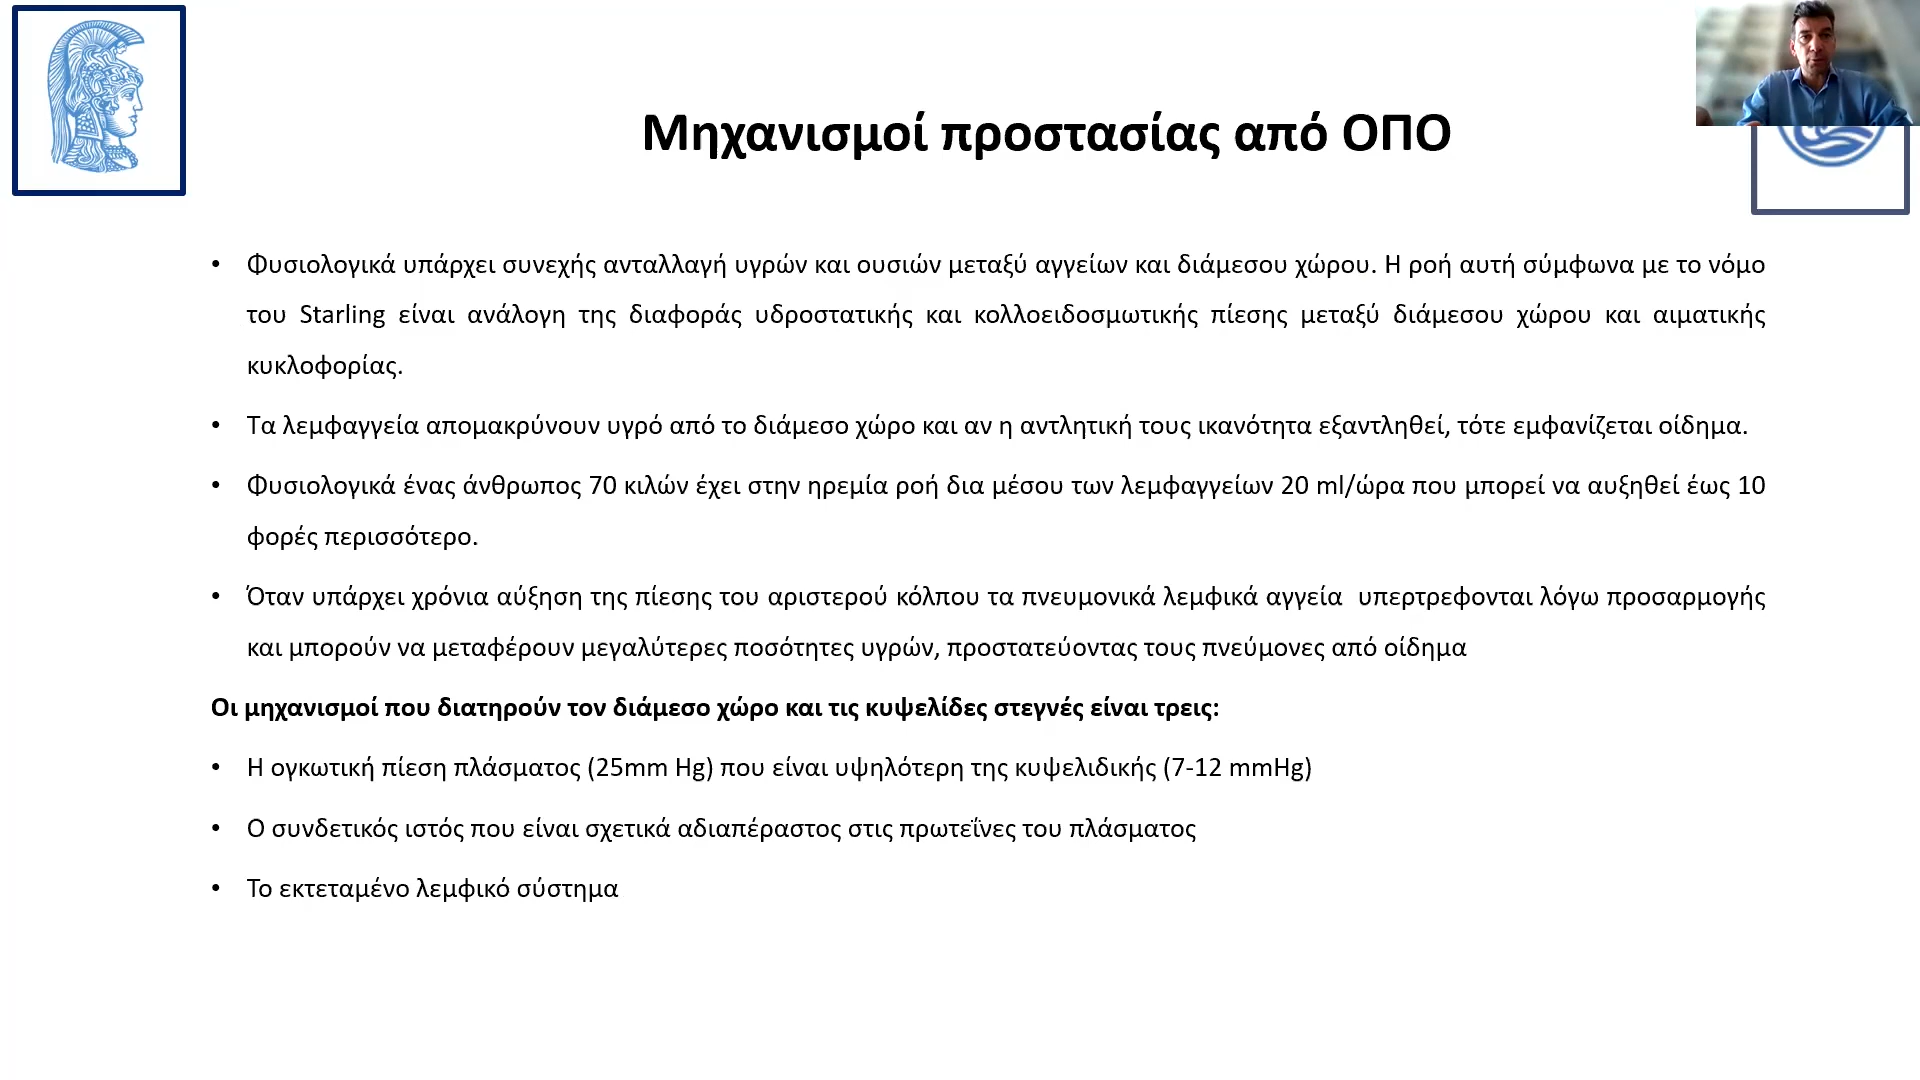 Μηχανισμοί προστασίας από ΟΠΟ
• Φυσιολογικά υπάρχει συνεχής ανταλλαγή υγρών και ουσιών μεταξύ αγγείων και διάμεσου χώρου. Η ροή αυτή σύμφωνα με το νόμο
του Starling είναι ανάλογη της διαφοράς υδροστατικής και κολλοειδοσμωτικής πίεσης μεταξύ διάμεσου χώρου και αιματικής
κυκλοφορίας.
• Τα λεμφαγγεία απομακρύνουν υγρό από το διάμεσο χώρο και αν η αντλητική τους ικανότητα εξαντληθεί, τότε εμφανίζεται οίδημα.
• Φυσιολογικά ένας άνθρωπος 70 κιλών έχει στην ηρεμία ροή δια μέσου των λεμφαγγείων 20 ml/ώρα που μπορεί να αυξηθεί έως 10
φορές περισσότερο.
• Όταν υπάρχει χρόνια αύξηση της πίεσης του αριστερού κόλπου τα πνευμονικά λεμφικά αγγεία  υπερτρεφονται λόγω προσαρμογής
και μπορούν να μεταφέρουν μεγαλύτερες ποσότητες υγρών, προστατεύοντας τους πνεύμονες από οίδημα
Οι μηχανισμοί που διατηρούν τον διάμεσο χώρο και τις κυψελίδες στεγνές είναι τρεις:
• Η ογκωτική πίεση πλάσματος (25mm Hg) που είναι υψηλότερη της κυψελιδικής (7-12 mmHg)
• Ο συνδετικός ιστός που είναι σχετικά αδιαπέραστος στις πρωτεΐνες του πλάσματος
• Το εκτεταμένο λεμφικό σύστημα